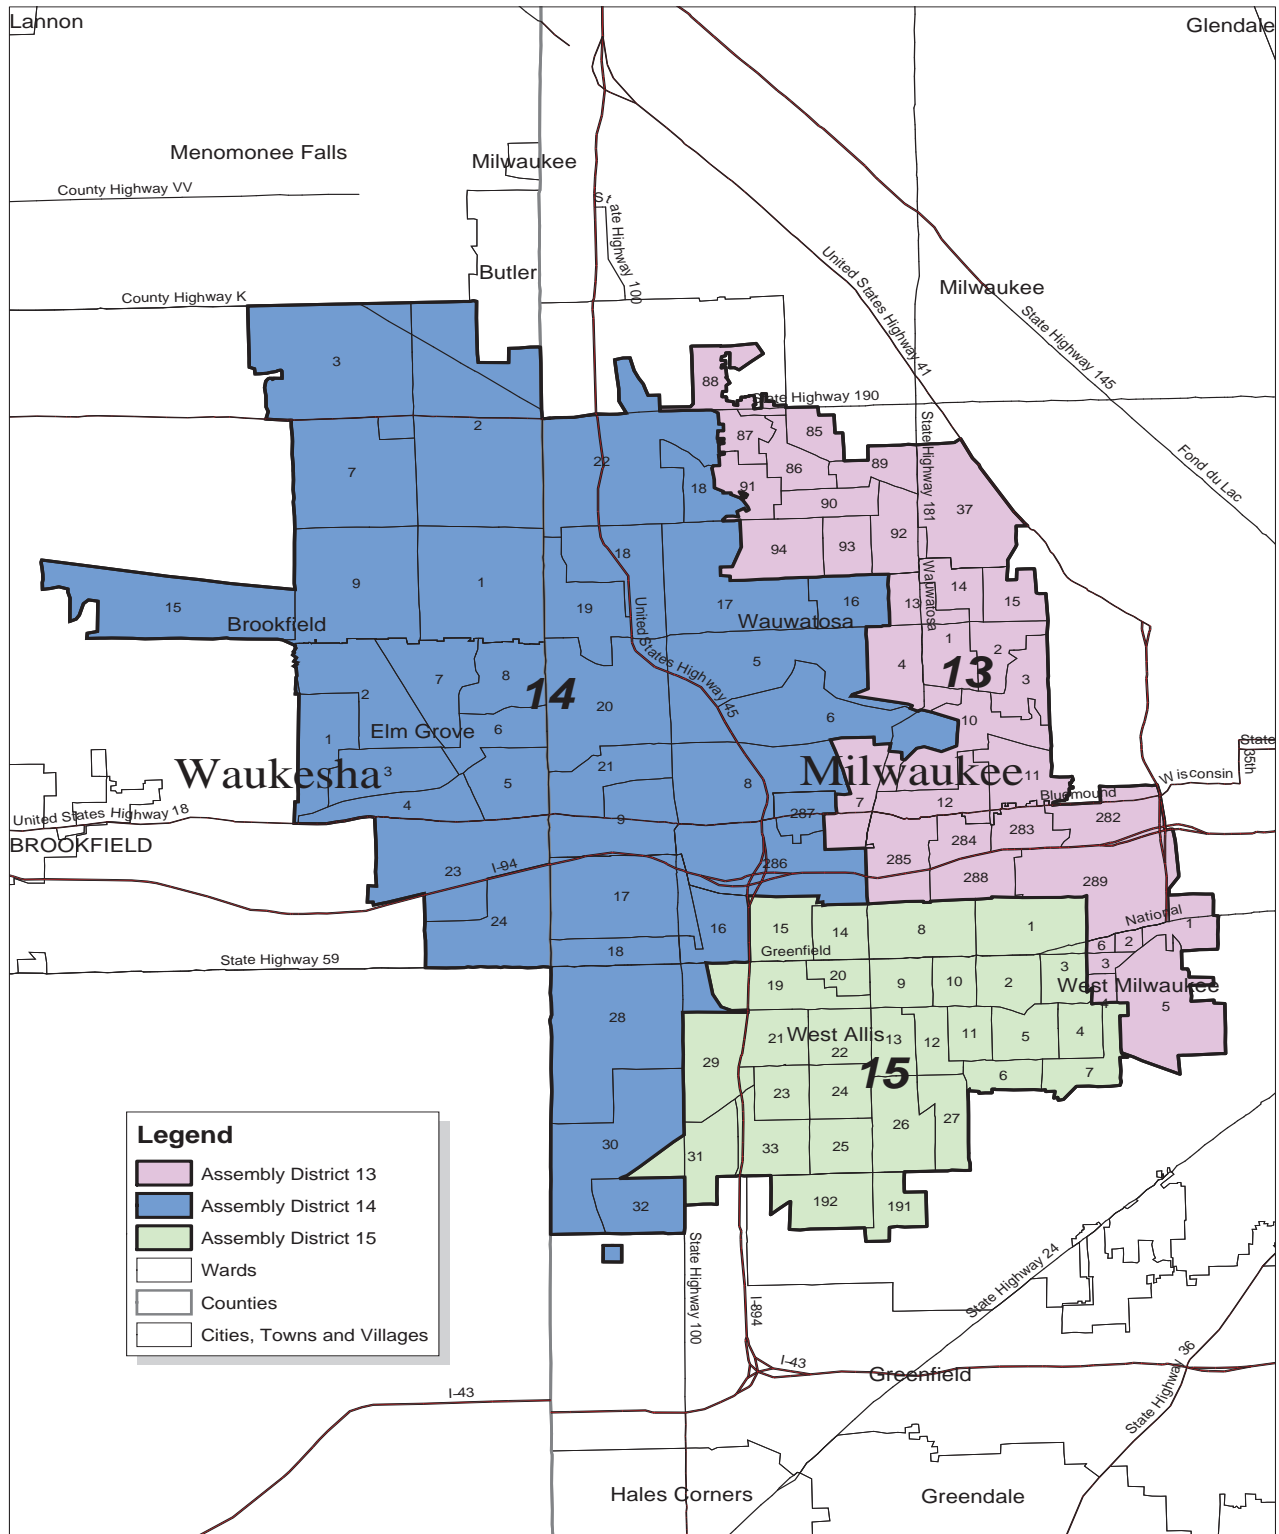 Lannon
Glendale
Menomonee Falls
Milwaukee
County Highway VV
State Highway 100
Butler
United States Highway 41
Milwaukee
County Highway K
State Highway 145
3
88
State Highway 190
2
87
85
State Highway 181
Fond du Lac
7
22
86
89
18
91
90
37
92
18
94
93
9
1
14
Wauwatosa
15
19
17
16
13
15
Brookfield
United States Highway 45
Wauwatosa
1
2
5
4
13
3
8
7
2
14
20
6
10
Elm Grove
6
1
State
21
35th
Waukesha
3
5
8
Milwaukee
11
Wisconsin
4
7
12
Bluemound
United States Highway 18
287
9
282
BROOKFIELD
284
283
23
I-94
286
285
288
289
17
24
16
15
14
8
1
National
1
18
Greenfield
6
2
State Highway 59
20
3
3
19
9
10
2
West Milwaukee
28
4
5
21
West Allis
13
12
11
5
4
22
29
15
6
7
23
24
26
27
Legend
30
31
33
25
Assembly District 13
32
192
191
Assembly District 14
Assembly District 15
State Highway 100
State Highway 24
Wards
I-894
Counties
Cities, Towns and Villages
I-43
Greenfield
State Highway 36
I-43
Hales Corners
Greendale